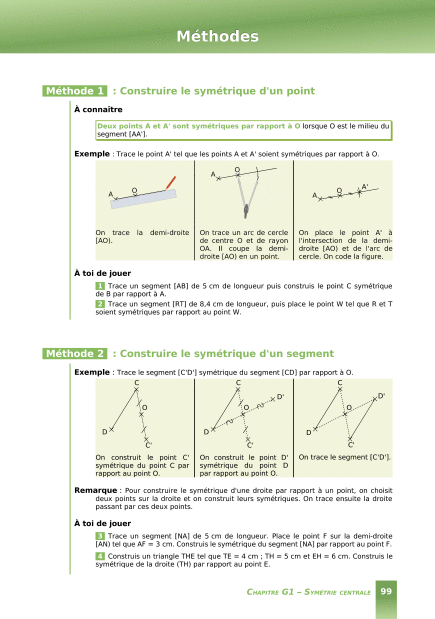 Méthodes
Méthode 1 : Construire le symétrique d'un point
À connaître
Deux points A et A' sont symétriques par rapport à O lorsque O est le milieu du
segment [AA'].
Exemple : Trace le point A' tel que les points A et A' soient symétriques par rapport à O.
A
O
A
O
A
O
A'
On trace la demi-droite
[AO).
On trace un arc de cercle
de centre O et de rayon
OA. Il coupe la demi-
droite [AO) en un point.
On place le point A' à
l'intersection de la demi-
droite [AO) et de l'arc de
cercle. On code la figure.
À toi de jouer
1 Trace un segment [AB] de 5 cm de longueur puis construis le point C symétrique
de B par rapport à A.
2 Trace un segment [RT] de 8,4 cm de longueur, puis place le point W tel que R et T
soient symétriques par rapport au point W.
Méthode 2 : Construire le symétrique d'un segment
Exemple : Trace le segment [C'D'] symétrique du segment [CD] par rapport à O.
C
O
D
C'
C
D'
O
D
C'
C
D'
O
D
C'
On construit le point C'
symétrique du point C par
rapport au point O.
On construit le point D'
symétrique du point D
par rapport au point O.
On trace le segment [C'D'].
Remarque : Pour construire le symétrique d'une droite par rapport à un point, on choisit
deux points sur la droite et on construit leurs symétriques. On trace ensuite la droite
passant par ces deux points.
À toi de jouer
3 Trace un segment [NA] de 5 cm de longueur. Place le point F sur la demi-droite
[AN) tel que AF = 3 cm. Construis le symétrique du segment [NA] par rapport au point F.
4 Construis un triangle THE tel que TE = 4 cm ; TH = 5 cm et EH = 6 cm. Construis le
symétrique de la droite (TH) par rapport au point E.
Chapitre G1 – Symétrie centrale 99